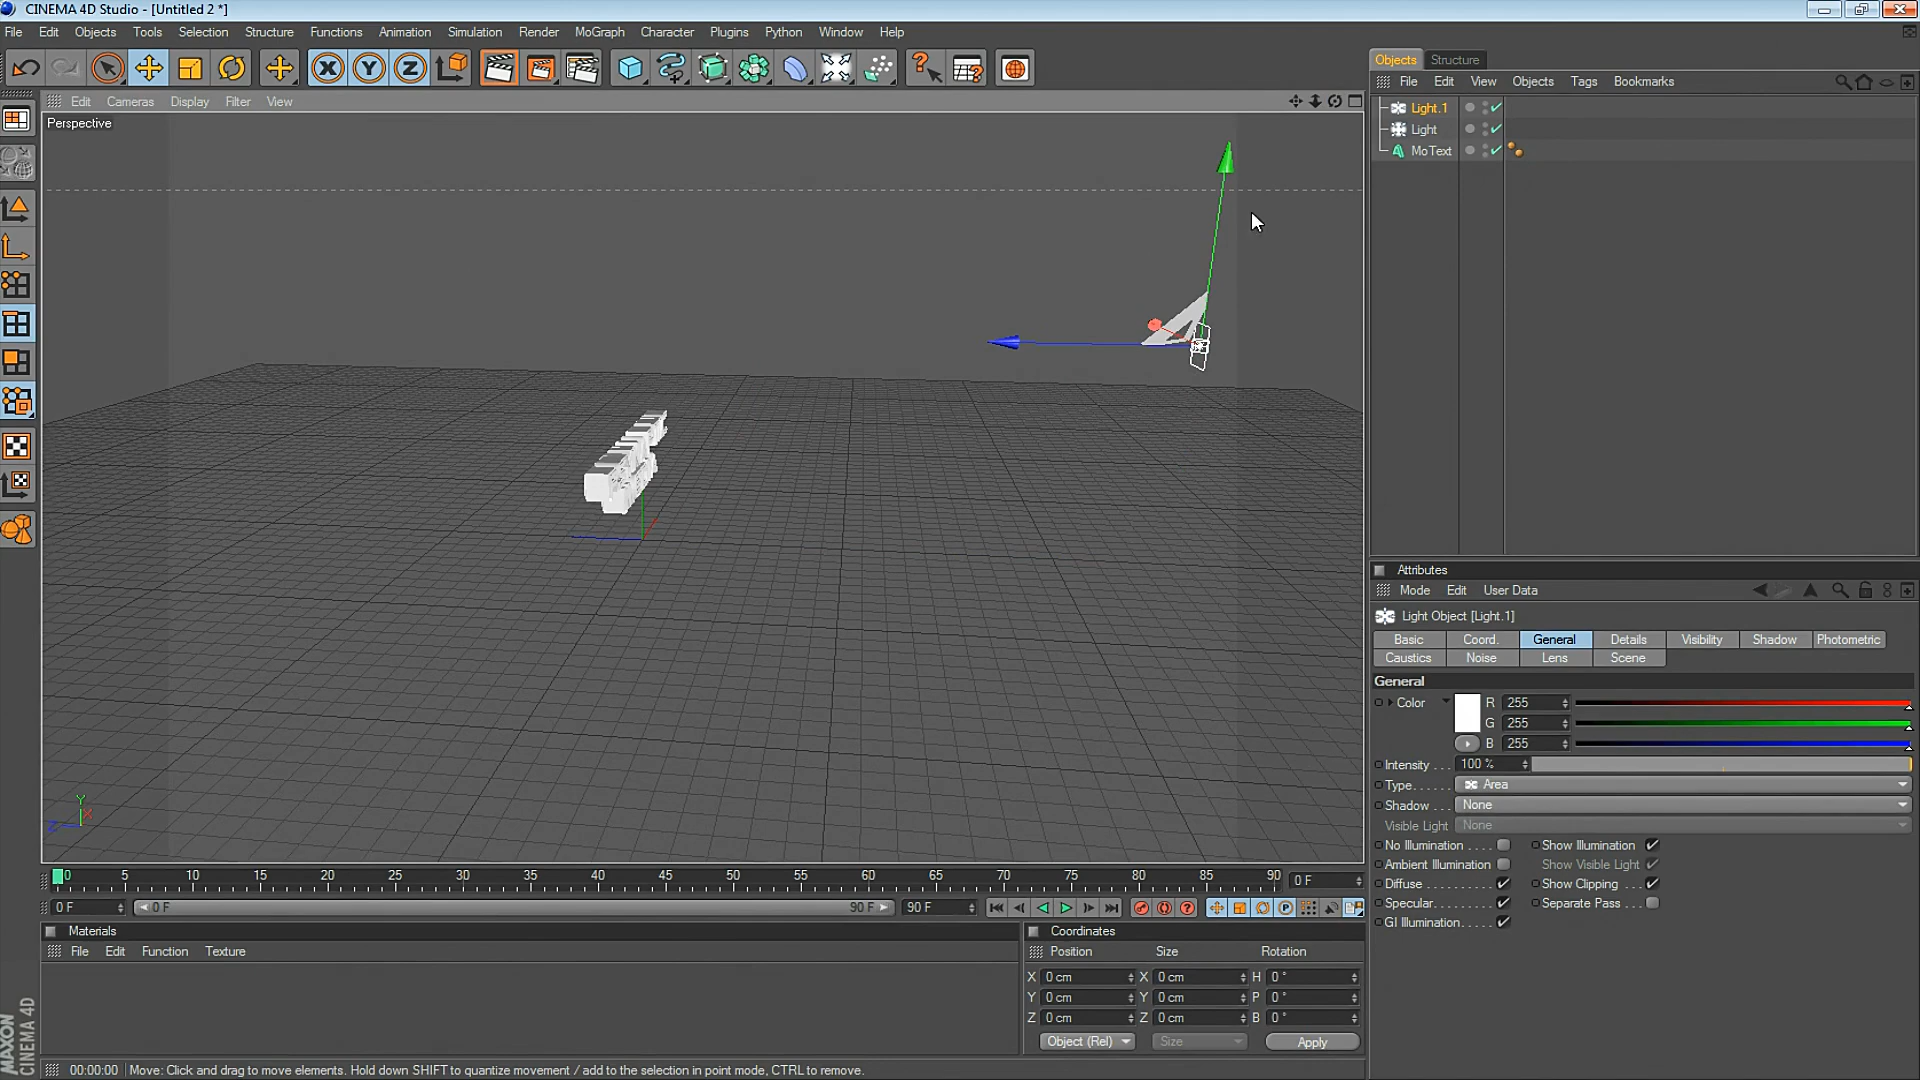 CINEMA 4D Studio - [Untitled 2 *]
File Edit Objects Tools Selection Structure Functions Animation Simulation Render MoGraph Character Plugins Python Window Help
X Y Z
Edit Cameras Display Filter View
Perspective
Y
X
Z
0 5 10 15 20 25 30 35 40 45 50 55 60 65 70 75 80 85 90 0 F
0 F 0 F 90 F 90 F
Materials
File Edit Function Texture
Coordinates
Position Size Rotation
X 0 cm X 0 cm H 0 °
Y 0 cm Y 0 cm P 0 °
Z 0 cm Z 0 cm B 0 °
Object (Rel) Size Apply
MAXON
CINEMA 4D
00:00:00 Move: Click and drag to move elements. Hold down SHIFT to quantize movement / add to the selection in point mode, CTRL to remove.
Objects Structure
File Edit View Objects Tags Bookmarks
Light.1
Light
MoText
Attributes
Mode Edit User Data
Light Object [Light.1]
Basic Coord. General Details Visibility Shadow Photometric
Caustics Noise Lens Scene
General
Color R 255
G 255
B 255
Intensity . . . 100 %
Type . . . . . . Area
Shadow . . . None
Visible Light None
No Illumination . . . . Show Illumination
Ambient Illumination Show Visible Light
Diffuse . . . . . . . . . Show Clipping . . .
Specular. . . . . . . . . Separate Pass . . .
GI Illumination. . . . .